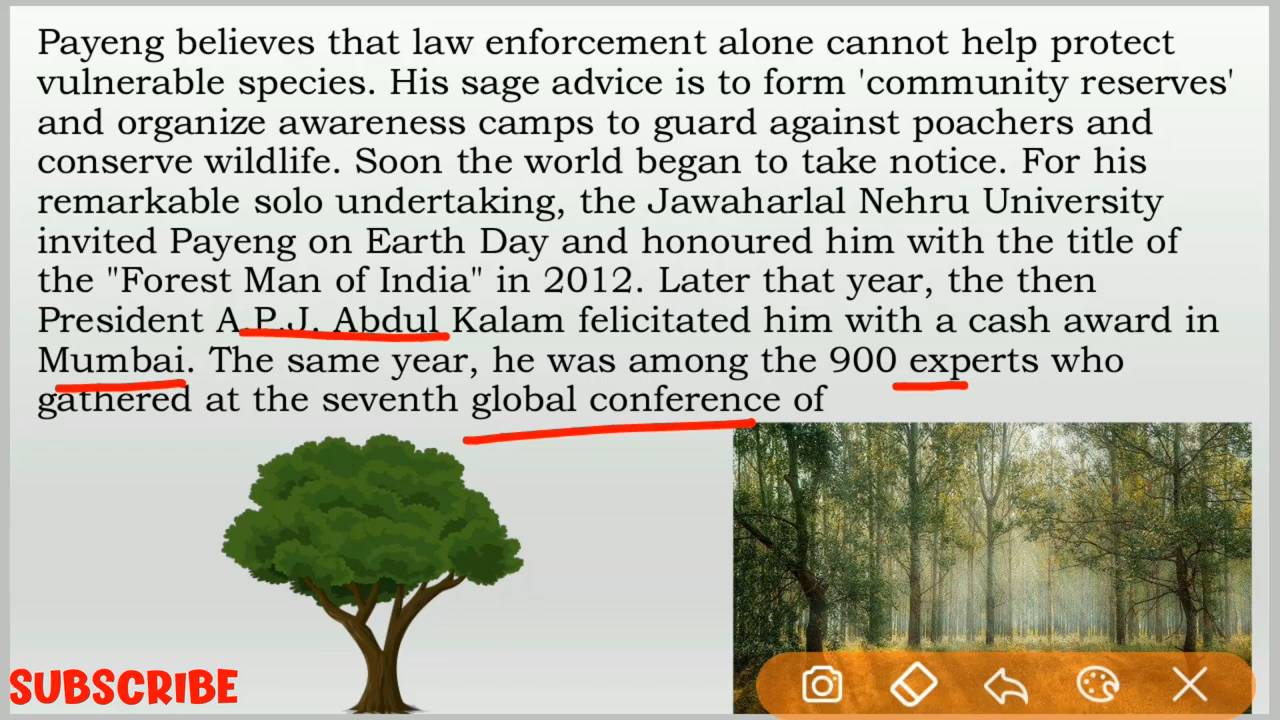 Payeng believes that law enforcement alone cannot help protect
vulnerable species. His sage advice is to form 'community reserves'
and organize awareness camps to guard against poachers and
conserve wildlife. Soon the world began to take notice. For his
remarkable solo undertaking, the Jawaharlal Nehru University
invited Payeng on Earth Day and honoured him with the title of
the "Forest Man of India" in 2012. Later that year, the then
President A.P.J. Abdul Kalam felicitated him with a cash award in
Mumbai. The same year, he was among the 900 experts who
gathered at the seventh global conference of
SUBSCRIBE